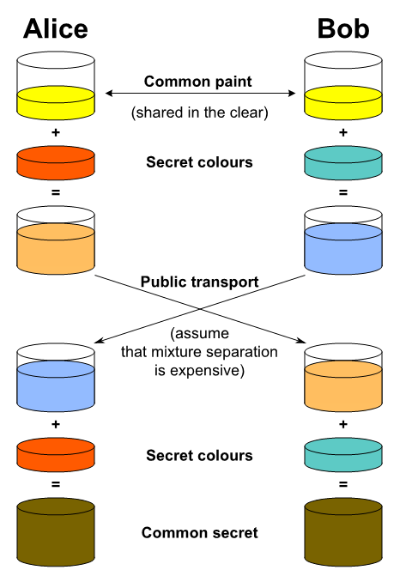 Alice
Bob
Common paint
(shared in the clear)
+
+
Secret colours
=
=
Public transport
(assume
that mixture separation
is expensive)
+
+
Secret colours
=
=
Common secret